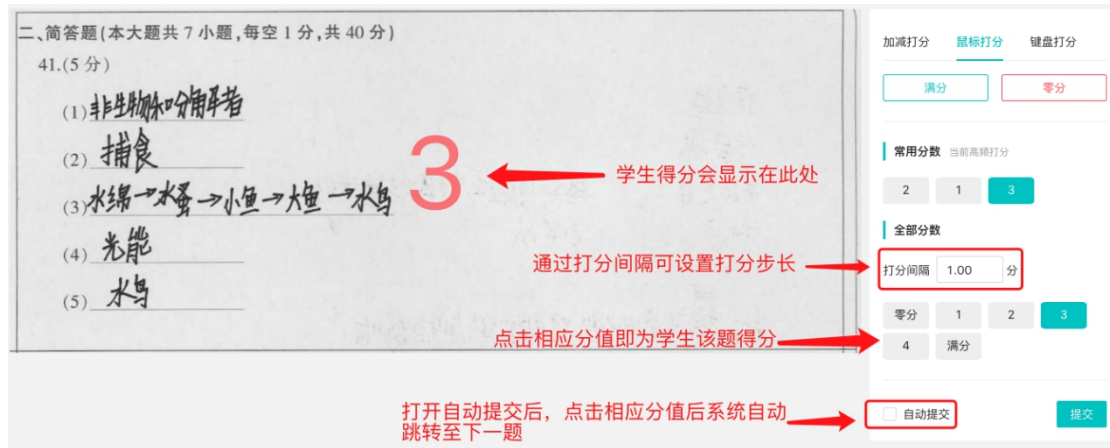 二、简答题(本大题共7小题,每空1分,共40分)
41.(5分)
(1)非生物和分解者
(2)捕食
(3)水绵→水蚤→小鱼→大鱼→水鸟
(4)光能
(5)水鸟
3
学生得分会显示在此处
通过打分间隔可设置打分步长
点击相应分值即为学生该题得分
打开自动提交后，点击相应分值后系统自动
跳转至下一题
加减打分 鼠标打分 键盘打分
满分 零分
常用分数 当前高频打分
2 1 3
全部分数
打分间隔 1.00 分
零分 1 2 3
4 满分
自动提交 提交